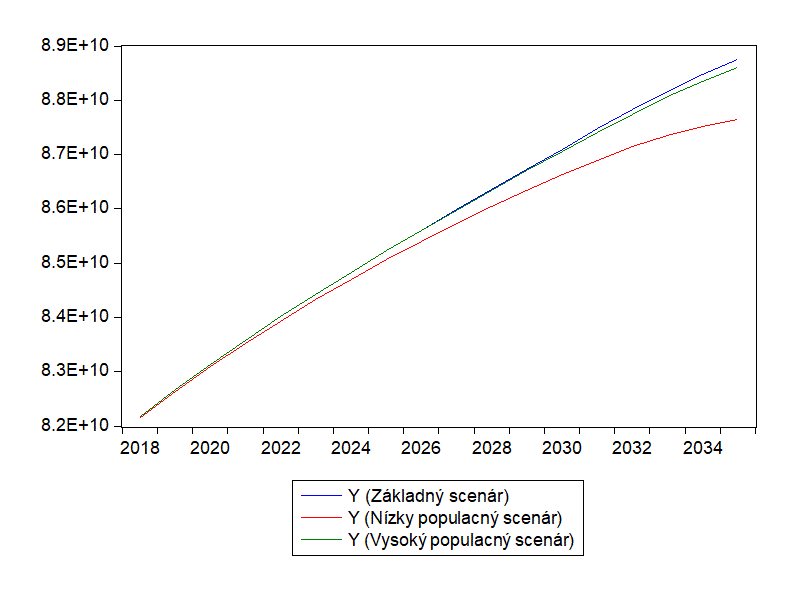 8.9E+10
8.8E+10
8.7E+10
8.6E+10
8.5E+10
8.4E+10
8.3E+10
8.2E+10
2018 2020 2022 2024 2026 2028 2030 2032 2034
Y (Základný scenár)
Y (Nízky populacný scenár)
Y (Vysoký populacný scenár)